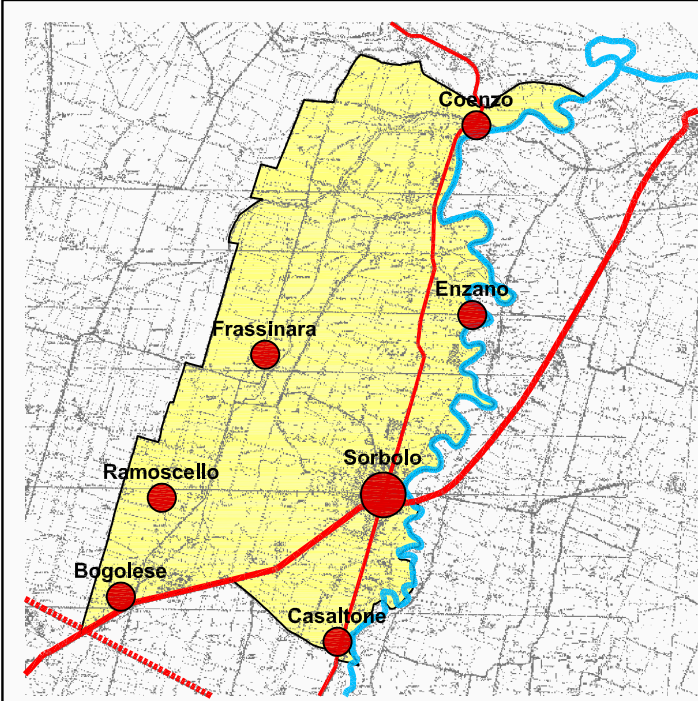 Coenzo
Enzano
Frassinara
Sorbolo
Ramoscello
Bogolese
Casaltone